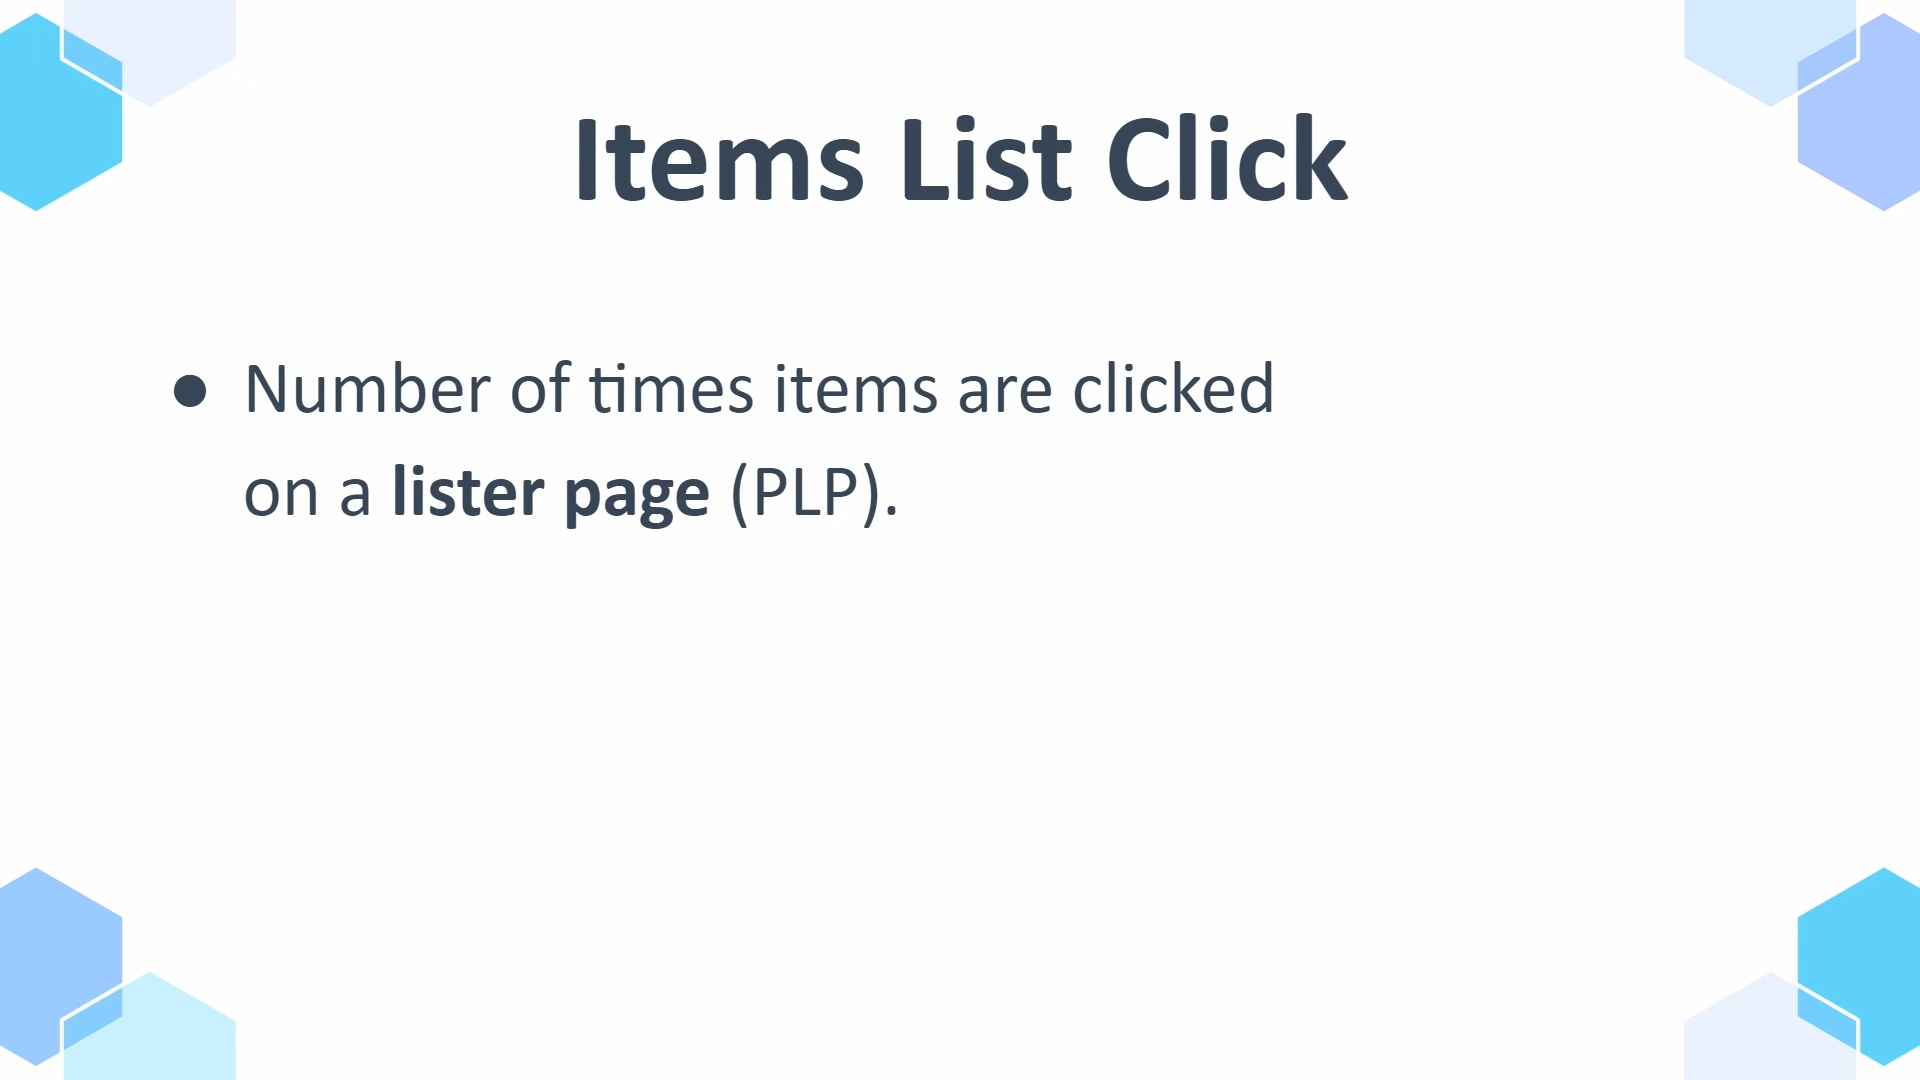 Items List Click
● Number of times items are clicked
on a lister page (PLP).